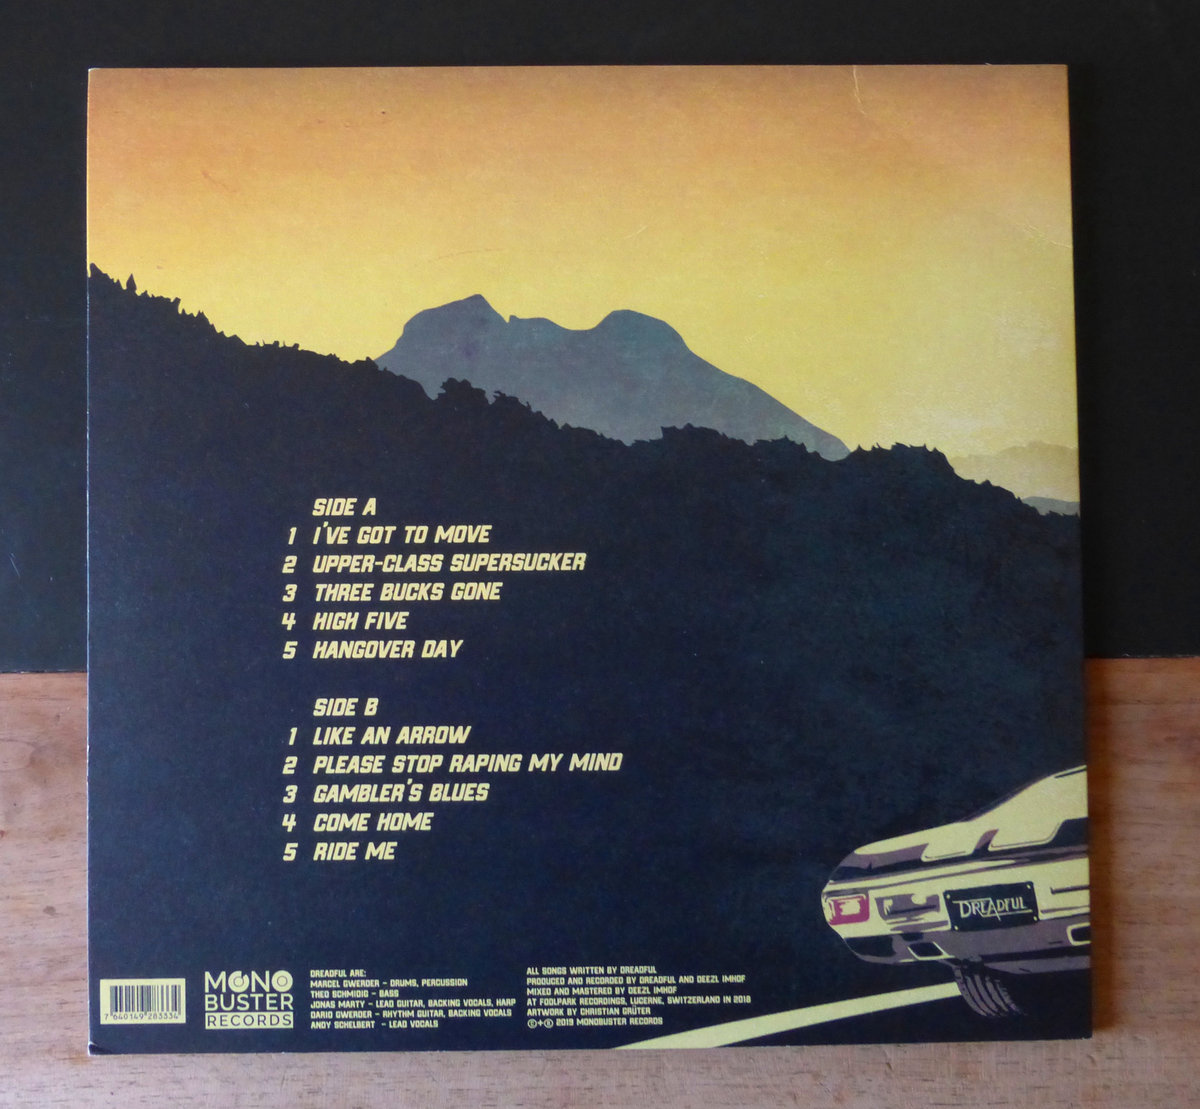 SIDE A
1 I'VE GOT TO MOVE
2 UPPER-CLASS SUPERSUCKER
3 THREE BUCKS GONE
4 HIGH FIVE
5 HANGOVER DAY
SIDE B
1 LIKE AN ARROW
2 PLEASE STOP RAPING MY MIND
3 GAMBLER'S BLUES
4 COME HOME
5 RIDE ME
DREADFUL
7 640149 283334
MONO
BUSTER
RECORDS
DREADFUL ARE:
MARCEL GWERDER - DRUMS, PERCUSSION
THEO SCHMIDIG - BASS
JONAS MARTY - LEAD GUITAR, BACKING VOCALS, HARP
DARIO GWERDER - RHYTHM GUITAR, BACKING VOCALS
ANDY SCHELBERT - LEAD VOCALS
ALL SONGS WRITTEN BY DREADFUL
PRODUCED AND RECORDED BY DREADFUL AND DEEZL IMHOF
MIXED AND MASTERED BY DEEZL IMHOF
AT FOOLPARK RECORDINGS, LUCERNE, SWITZERLAND IN 2018
ARTWORK BY CHRISTIAN GRÜTER
©+℗ 2019 MONOBUSTER RECORDS